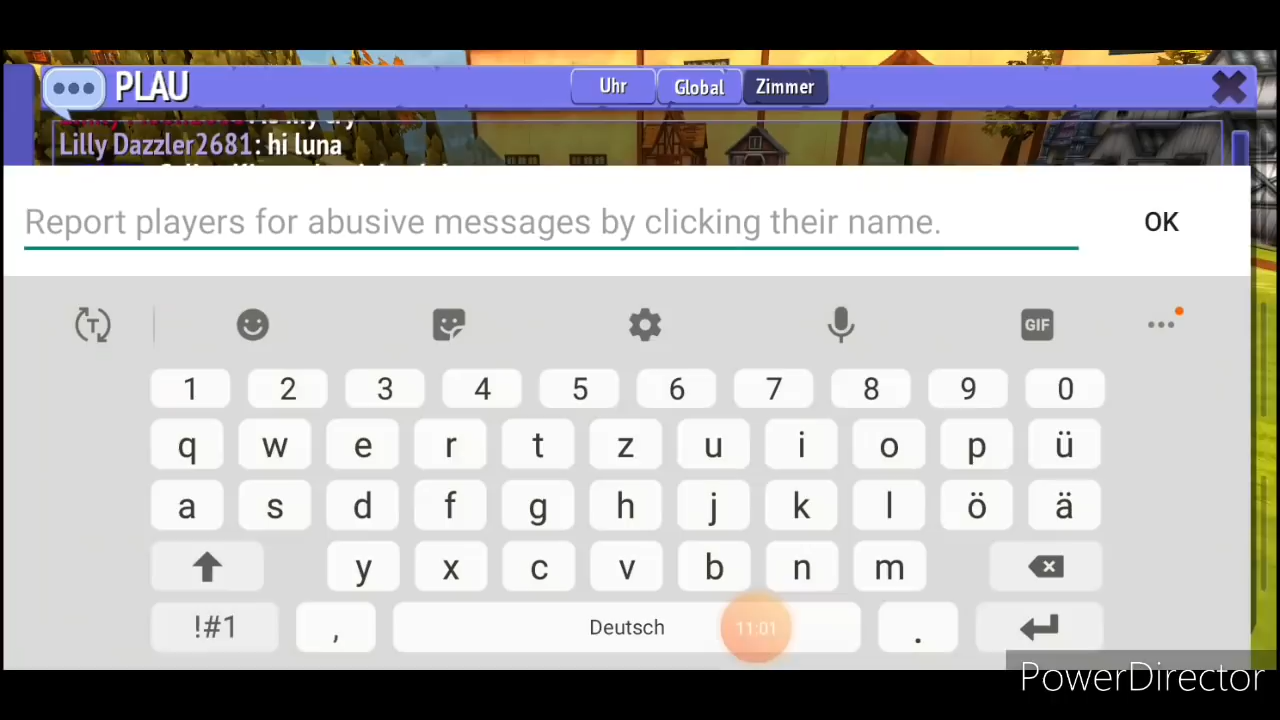 PLAU
Uhr Global Zimmer
Lilly Dazzler2681: hi luna
Report players for abusive messages by clicking their name.
OK
T
GIF
1 2 3 4 5 6 7 8 9 0
q w e r t z u i o p ü
a s d f g h j k l ö ä
y x c v b n m
!#1 , Deutsch 11:01 .
PowerDirector